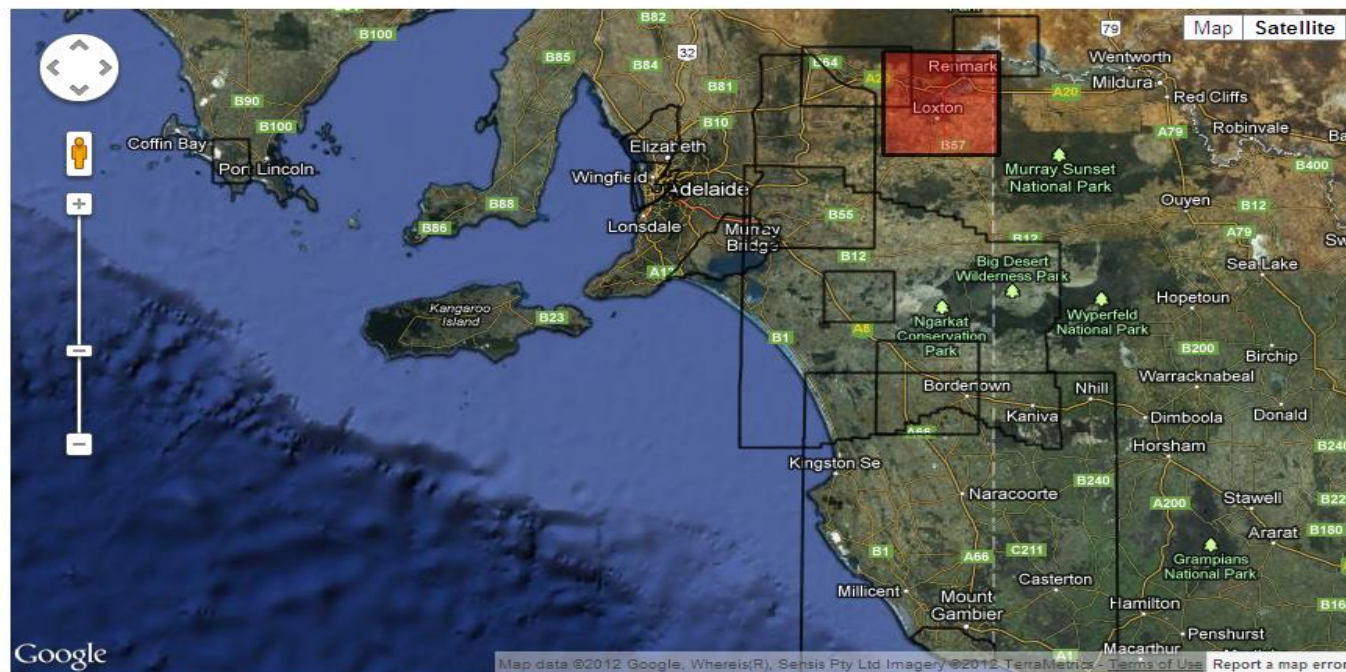 B82
79
Map
Satellite
B100
B85
32
B84
B64
A20
Renmark
Wentworth
B81
Mildura
A20
Red Cliffs
B90
Loxton
B100
B10
A79
Robinvale
Coffin Bay
Elizabeth
B57
B400
Port Lincoln
Wingfield
Murray Sunset
National Park
Adelaide
Ouyen
B88
B12
B86
Lonsdale
B55
Murray
Bridge
B12
B12
A79
Big Desert
Wilderness Park
Sea Lake
Kangaroo
Island
B23
Hopetoun
Ngarkat
Conservation
Park
Wyperfeld
National Park
B1
A8
B200
Birchip
Warracknabeal
Bordertown
Nhill
Kaniva
Dimboola
Donald
A66
Horsham
B240
Kingston Se
B240
Naracoorte
A200
Stawell
Ararat
B180
B1
A66
C211
Grampians
National Park
Casterton
Millicent
Mount
Gambier
Hamilton
Penshurst
Macarthur
A1
Google
Map data ©2012 Google, Whereis(R), Sensis Pty Ltd Imagery ©2012 TerraMetrics - Terms of Use
Report a map error